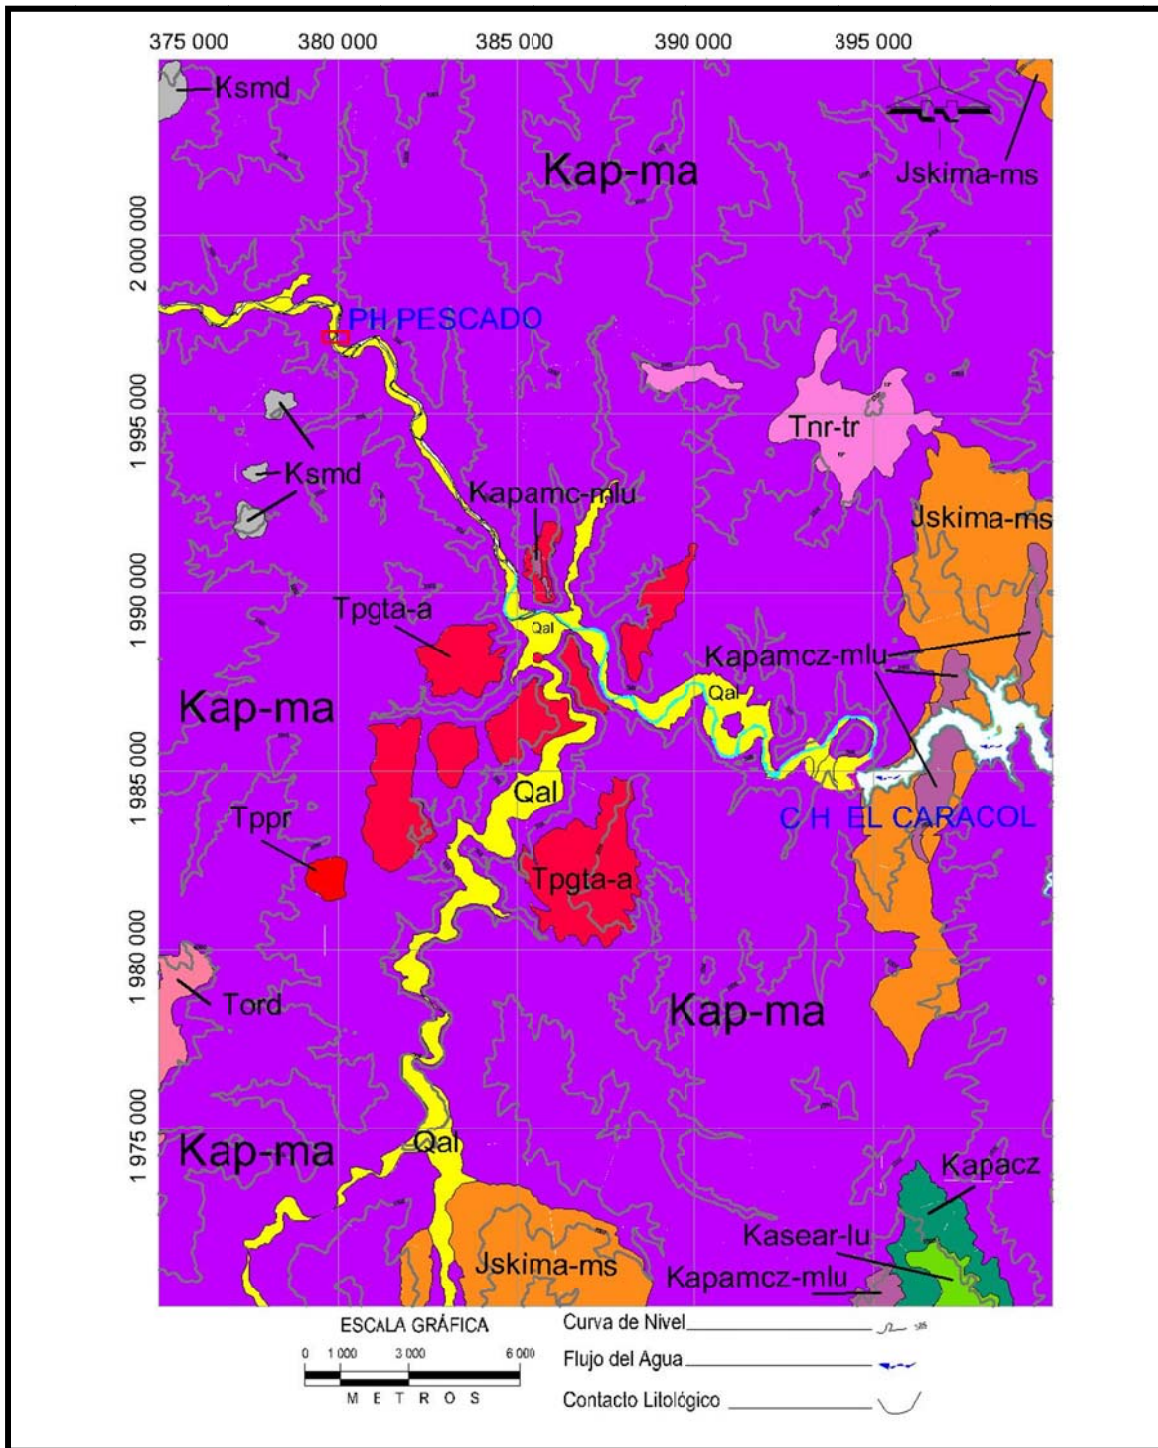 375 000 380 000 385 000 390 000 395 000
Ksmd
Kap-ma
Jskima-ms
2 000 000
PH PESCADO
1 995 000
Tnr-tr
Ksmd
Kapamc-mlu
Jskima-ms
1 990 000
Tpgta-a
Qal
Kapamcz-mlu
Kap-ma
Qal
1 985 000
Qal
Tppr
C H EL CARACOL
Tpgta-a
1 980 000
Tord
Kap-ma
1 975 000
Kap-ma
Qal
Kapacz
Kasear-lu
Jskima-ms
Kapamcz-mlu
ESCALA GRÁFICA
0 1 000 3 000 6 000
M E T R O S
Curva de Nivel
Flujo del Agua
Contacto Litológico